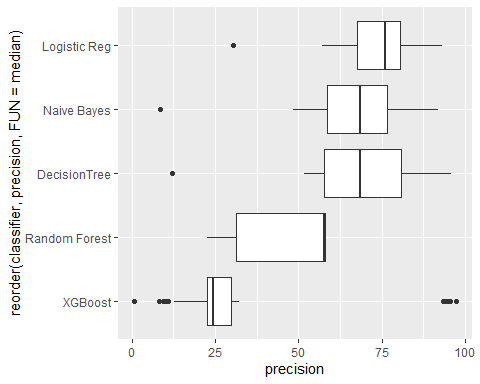 reorder(classifier, precision, FUN = median)
Logistic Reg
Naive Bayes
DecisionTree
Random Forest
XGBoost
0 25 50 75 100
precision